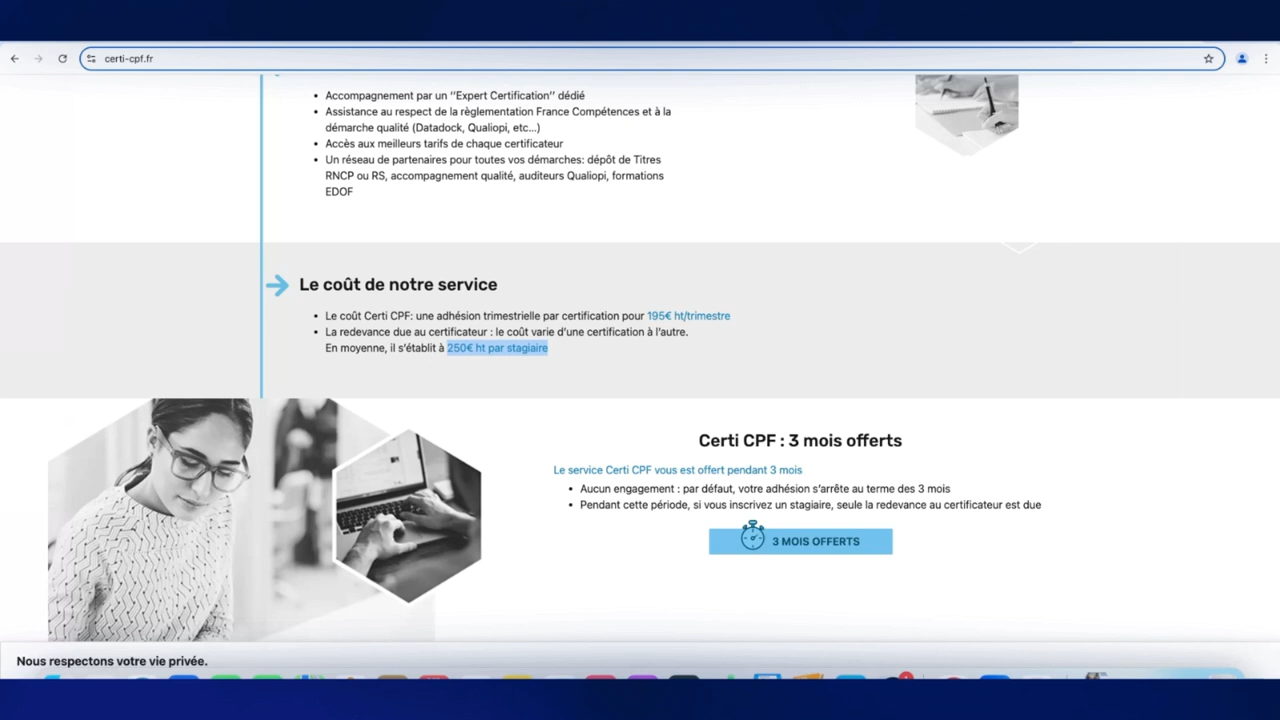 certi-cpf.fr
• Accompagnement par un ‘’Expert Certification’’ dédié
• Assistance au respect de la règlementation France Compétences et à la
démarche qualité (Datadock, Qualiopi, etc…)
• Accès aux meilleurs tarifs de chaque certificateur
• Un réseau de partenaires pour toutes vos démarches: dépôt de Titres
RNCP ou RS, accompagnement qualité, auditeurs Qualiopi, formations
EDOF
Le coût de notre service
• Le coût Certi CPF: une adhésion trimestrielle par certification pour 195€ ht/trimestre
• La redevance due au certificateur : le coût varie d’une certification à l’autre.
En moyenne, il s’établit à 250€ ht par stagiaire
Certi CPF : 3 mois offerts
Le service Certi CPF vous est offert pendant 3 mois
• Aucun engagement : par défaut, votre adhésion s’arrête au terme des 3 mois
• Pendant cette période, si vous inscrivez un stagiaire, seule la redevance au certificateur est due
3 MOIS OFFERTS
Nous respectons votre vie privée.